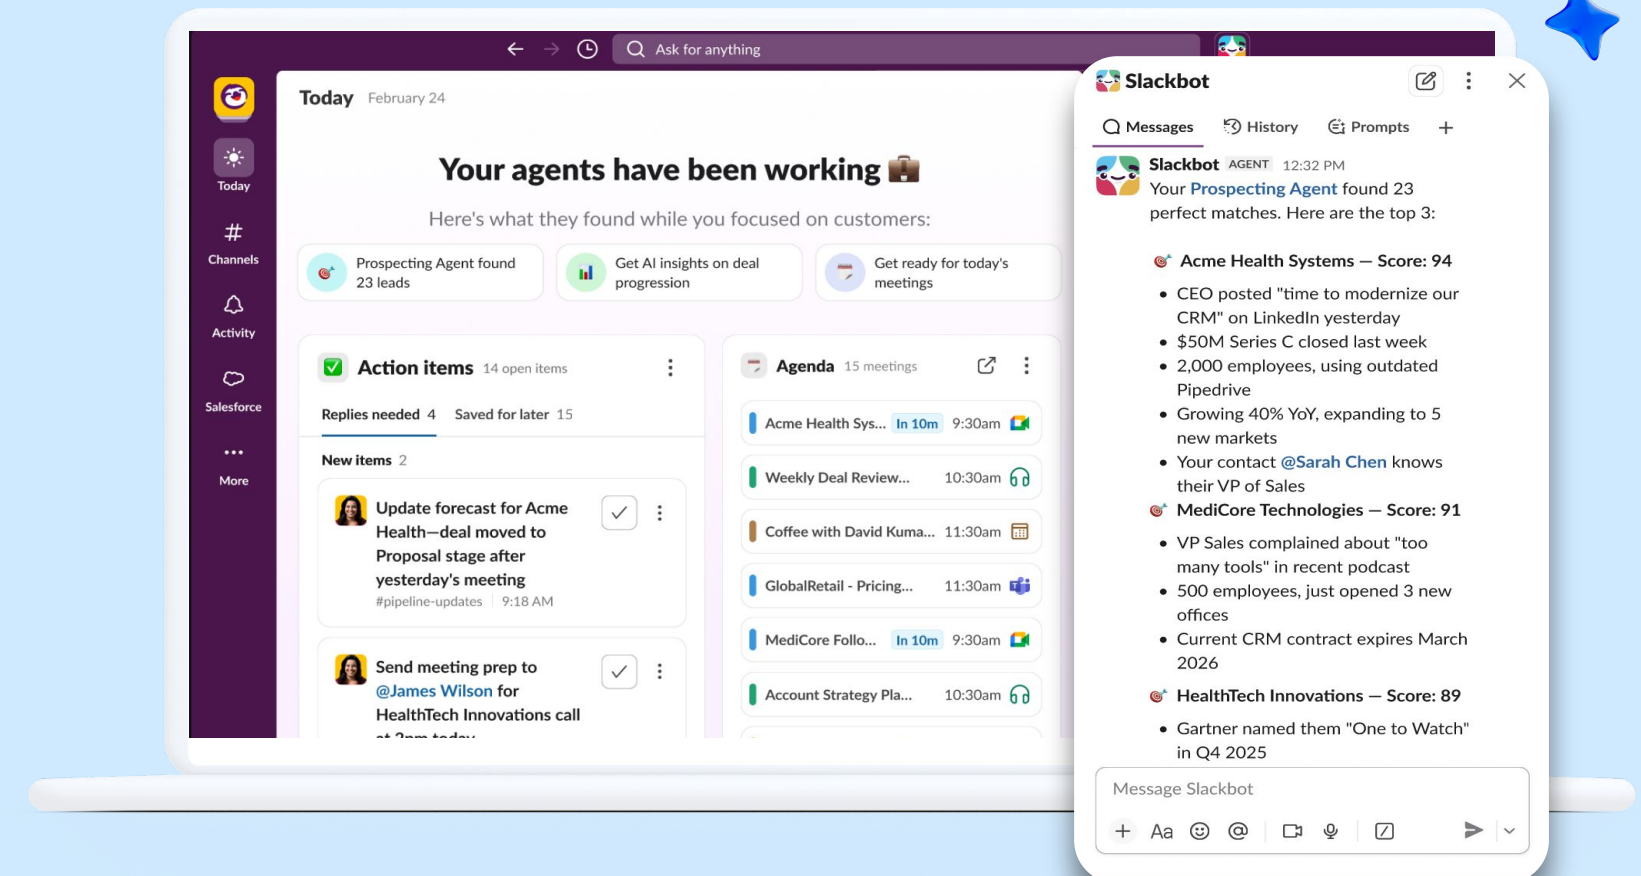 Ask for anything
Today
Channels
Activity
Salesforce
More
Today February 24
Your agents have been working
Here's what they found while you focused on customers:
Prospecting Agent found
23 leads
Get AI insights on deal
progression
Get ready for today's
meetings
Action items 14 open items
Replies needed 4 Saved for later 15
New items 2
Update forecast for Acme
Health—deal moved to
Proposal stage after
yesterday's meeting
#pipeline-updates 9:18 AM
Send meeting prep to
@James Wilson for
HealthTech Innovations call
at 2pm today
Agenda 15 meetings
Acme Health Sys... In 10m 9:30am
Weekly Deal Review... 10:30am
Coffee with David Kuma... 11:30am
GlobalRetail - Pricing... 11:30am
MediCore Follo... In 10m 9:30am
Account Strategy Pla... 10:30am
Slackbot
Messages History Prompts
Slackbot AGENT 12:32 PM
Your Prospecting Agent found 23
perfect matches. Here are the top 3:
Acme Health Systems — Score: 94
• CEO posted "time to modernize our
CRM" on LinkedIn yesterday
• $50M Series C closed last week
• 2,000 employees, using outdated
Pipedrive
• Growing 40% YoY, expanding to 5
new markets
• Your contact @Sarah Chen knows
their VP of Sales
MediCore Technologies — Score: 91
• VP Sales complained about "too
many tools" in recent podcast
• 500 employees, just opened 3 new
offices
• Current CRM contract expires March
2026
HealthTech Innovations — Score: 89
• Gartner named them "One to Watch"
in Q4 2025
Message Slackbot
Aa